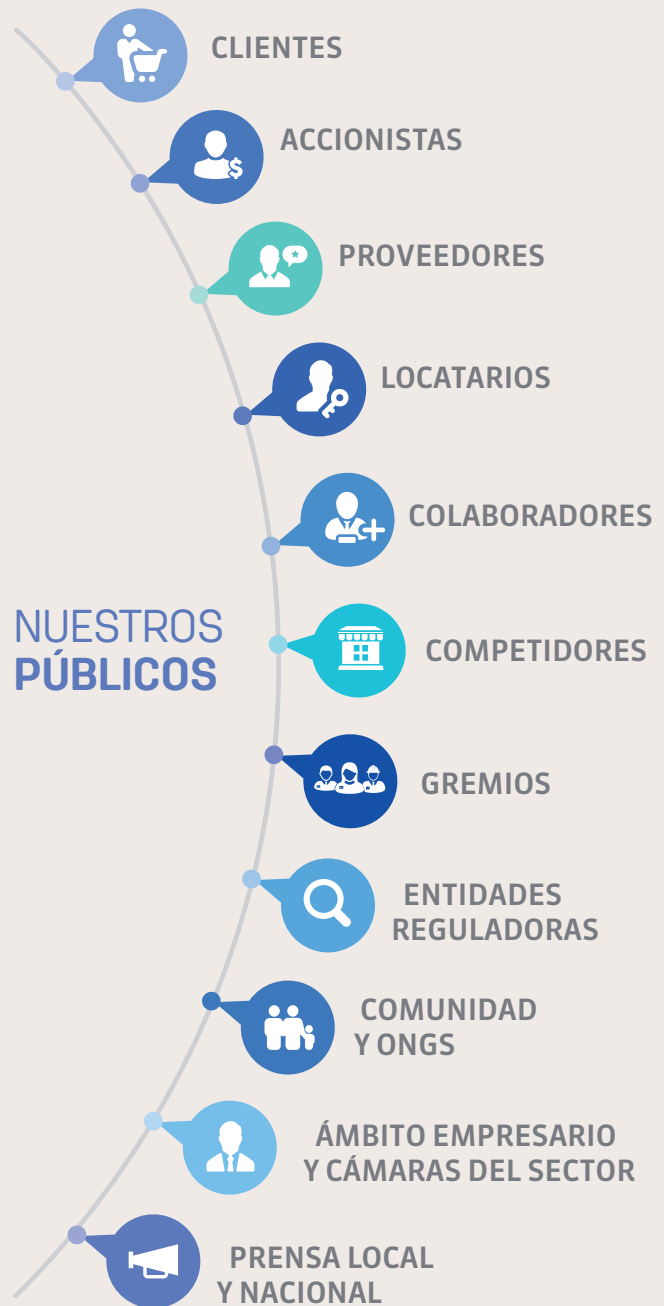 CLIENTES
ACCIONISTAS
PROVEEDORES
LOCATARIOS
COLABORADORES
NUESTROS
PÚBLICOS
COMPETIDORES
GREMIOS
ENTIDADES
REGULADORAS
COMUNIDAD
Y ONGS
ÁMBITO EMPRESARIO
Y CÁMARAS DEL SECTOR
PRENSA LOCAL
Y NACIONAL